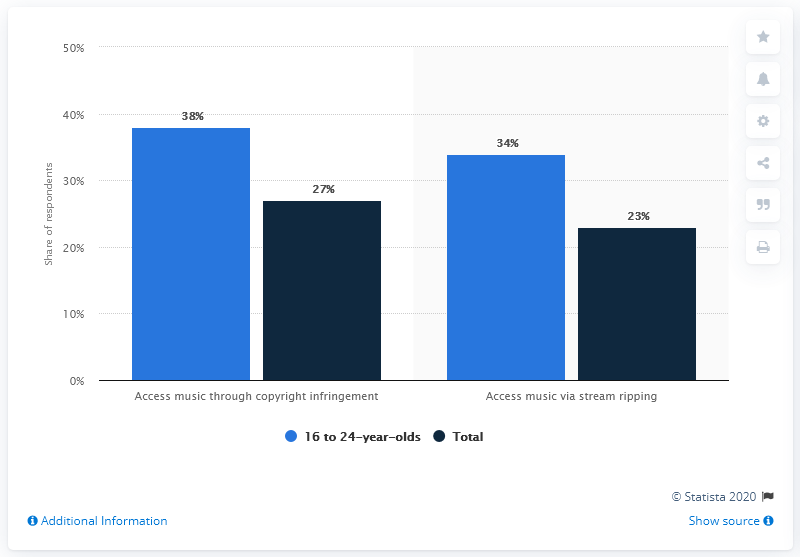 50%
40%
30%
20%
10%
0%
Share of respondents
38%
27%
34%
23%
Access music through copyright infringement
Access music via stream ripping
16 to 24-year-olds
Total
© Statista 2020
Additional Information
Show source